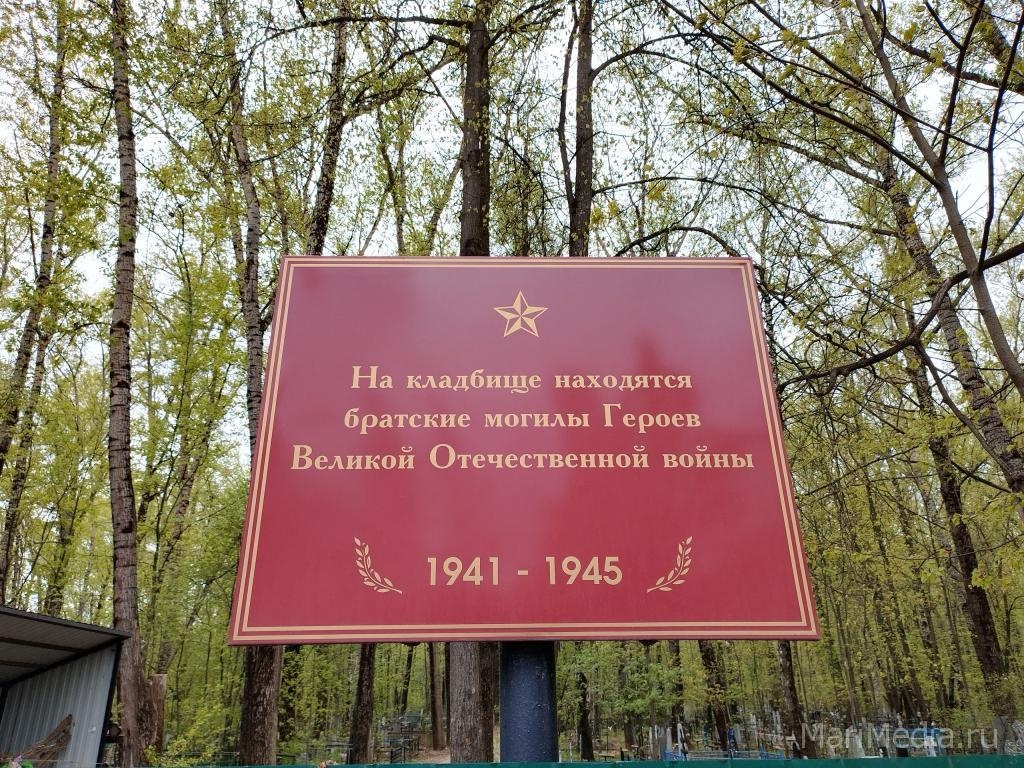 На кладбище находятся
братские могилы Героев
Великой Отечественной войны
1941 - 1945
MariMedia.ru